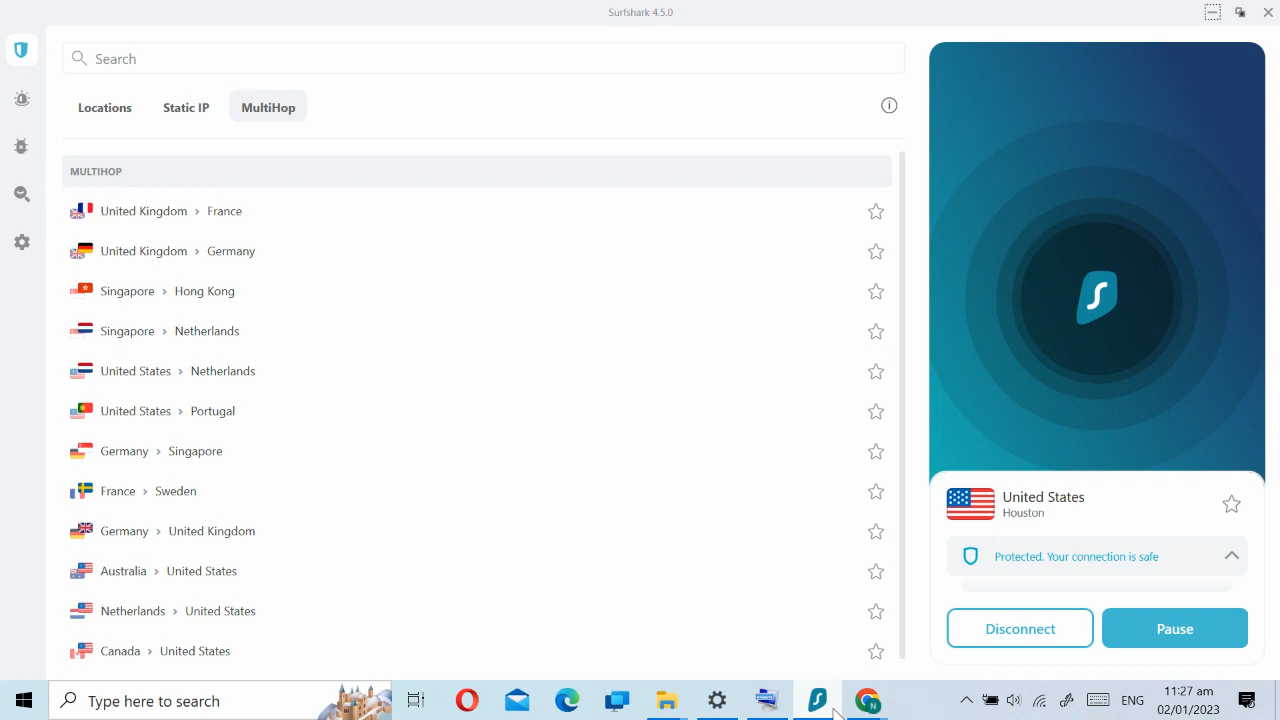 Surfshark 4.5.0
Search
Locations
Static IP
MultiHop
MULTIHOP
United Kingdom > France
United Kingdom > Germany
Singapore > Hong Kong
Singapore > Netherlands
United States > Netherlands
United States > Portugal
Germany > Singapore
France > Sweden
Germany > United Kingdom
Australia > United States
Netherlands > United States
Canada > United States
United States
Houston
Protected. Your connection is safe
Disconnect
Pause
Type here to search
N
ENG
11:27 am
02/01/2023